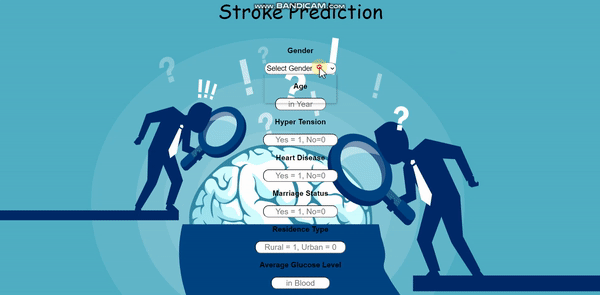 www.BANDICAM.com
Stroke Prediction
Gender
Select Gender
Age
in Year
Hyper Tension
Yes = 1, No=0
Heart Disease
Yes = 1, No=0
Marriage Status
Yes = 1, No=0
Residence Type
Rural = 1, Urban = 0
Average Glucose Level
in Blood